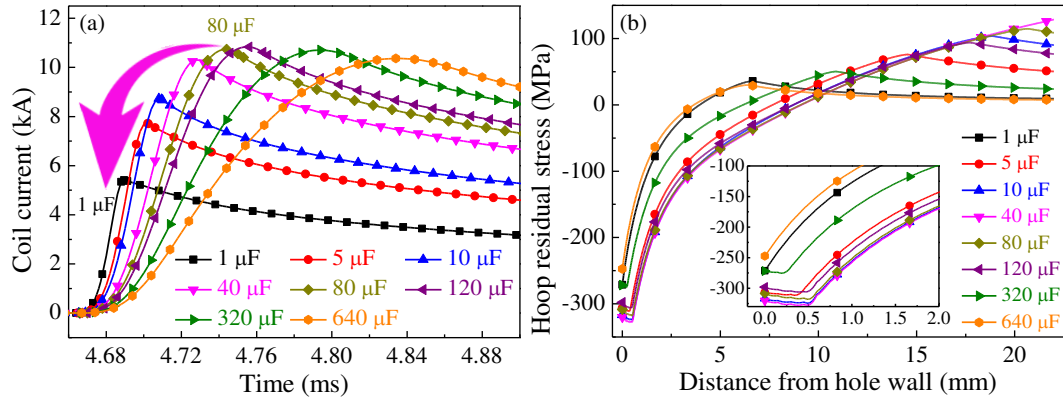 (a)
80 µF
12
10
8
6
4
2
0
Coil current (kA)
1 µF
1 µF
5 µF
10 µF
40 µF
80 µF
120 µF
320 µF
640 µF
4.68
4.72
4.76
4.80
4.84
4.88
Time (ms)
(b)
100
50
0
-50
-100
-150
-200
-250
-300
Hoop residual stress (MPa)
1 µF
5 µF
10 µF
40 µF
80 µF
120 µF
320 µF
640 µF
-100
-150
-200
-250
-300
0.0
0.5
1.0
1.5
2.0
0
5
10
15
20
Distance from hole wall (mm)